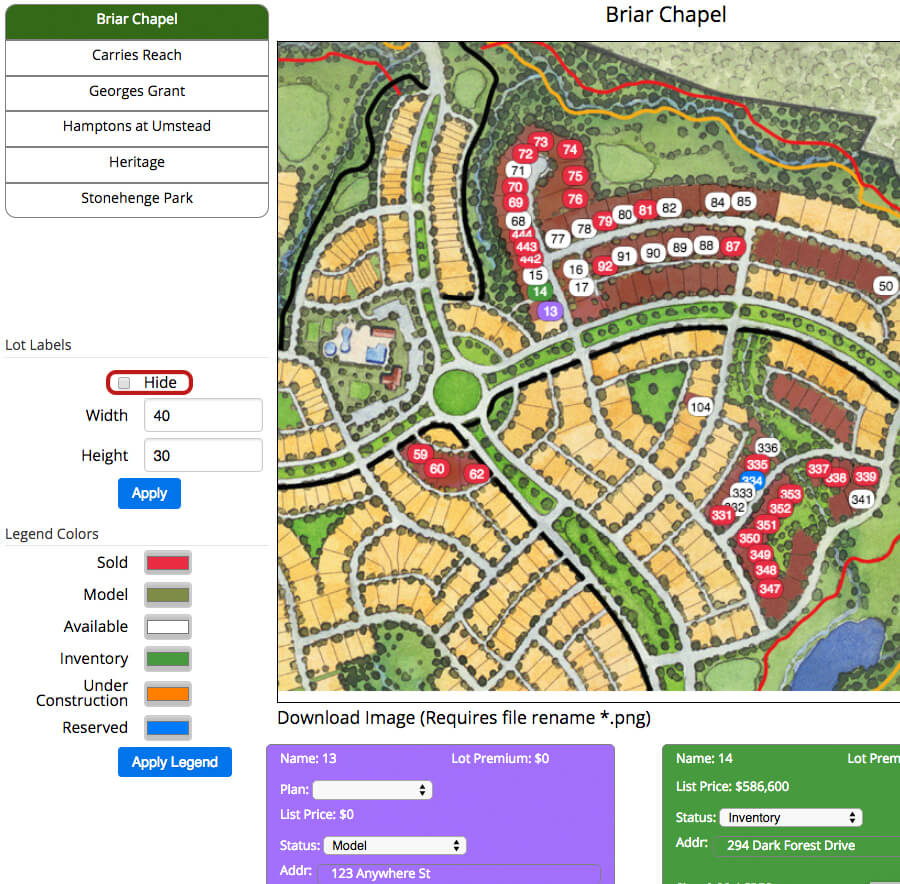 Briar Chapel
Carries Reach
Georges Grant
Hamptons at Umstead
Heritage
Stonehenge Park
Lot Labels
Hide
Width 40
Height 30
Apply
Legend Colors
Sold
Model
Available
Inventory
Under
Construction
Reserved
Apply Legend
Briar Chapel
73
72
74
71
75
70
76
69
68
444
77
78
79
80
81
82
84
85
443
442
15
16
92
91
90
89
88
87
14
17
13
50
104
59
60
62
336
335
334
333
332
331
337
338
339
341
353
352
351
350
349
348
347
Download Image (Requires file rename *.png)
Name: 13 Lot Premium: $0
Plan:
List Price: $0
Status: Model
Addr: 123 Anywhere St
Name: 14 Lot Prem
List Price: $586,600
Status: Inventory
Addr: 294 Dark Forest Drive